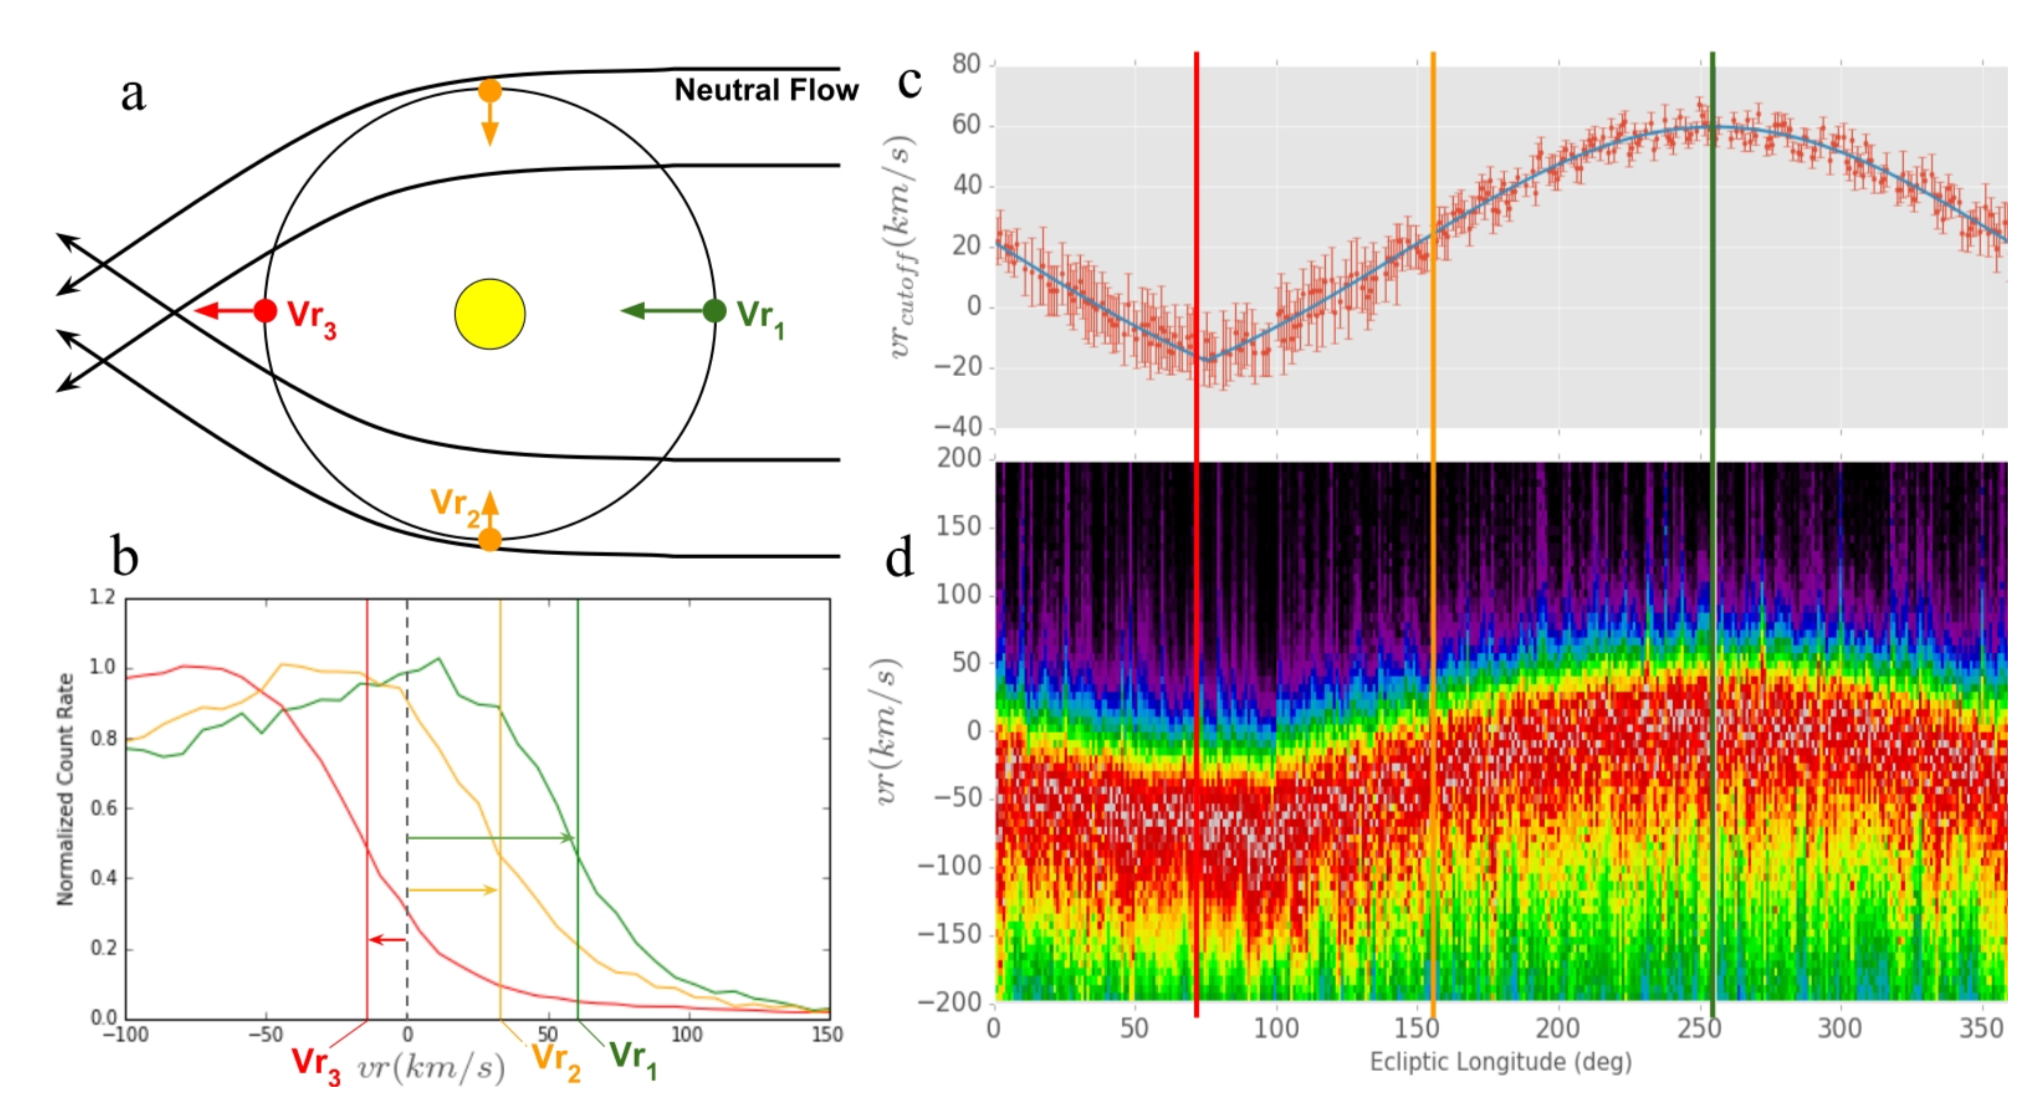 a
Neutral Flow
Vr3
Vr1
Vr2
b
1.2
1.0
0.8
0.6
0.4
0.2
0.0
Normalized Count Rate
−100
−50
0
50
100
150
vr(km/s)
Vr3
Vr2
Vr1
c
80
60
40
20
0
−20
−40
vrcutoff(km/s)
d
200
150
100
50
0
−50
−100
−150
−200
vr(km/s)
0
50
100
150
200
250
300
350
Ecliptic Longitude (deg)